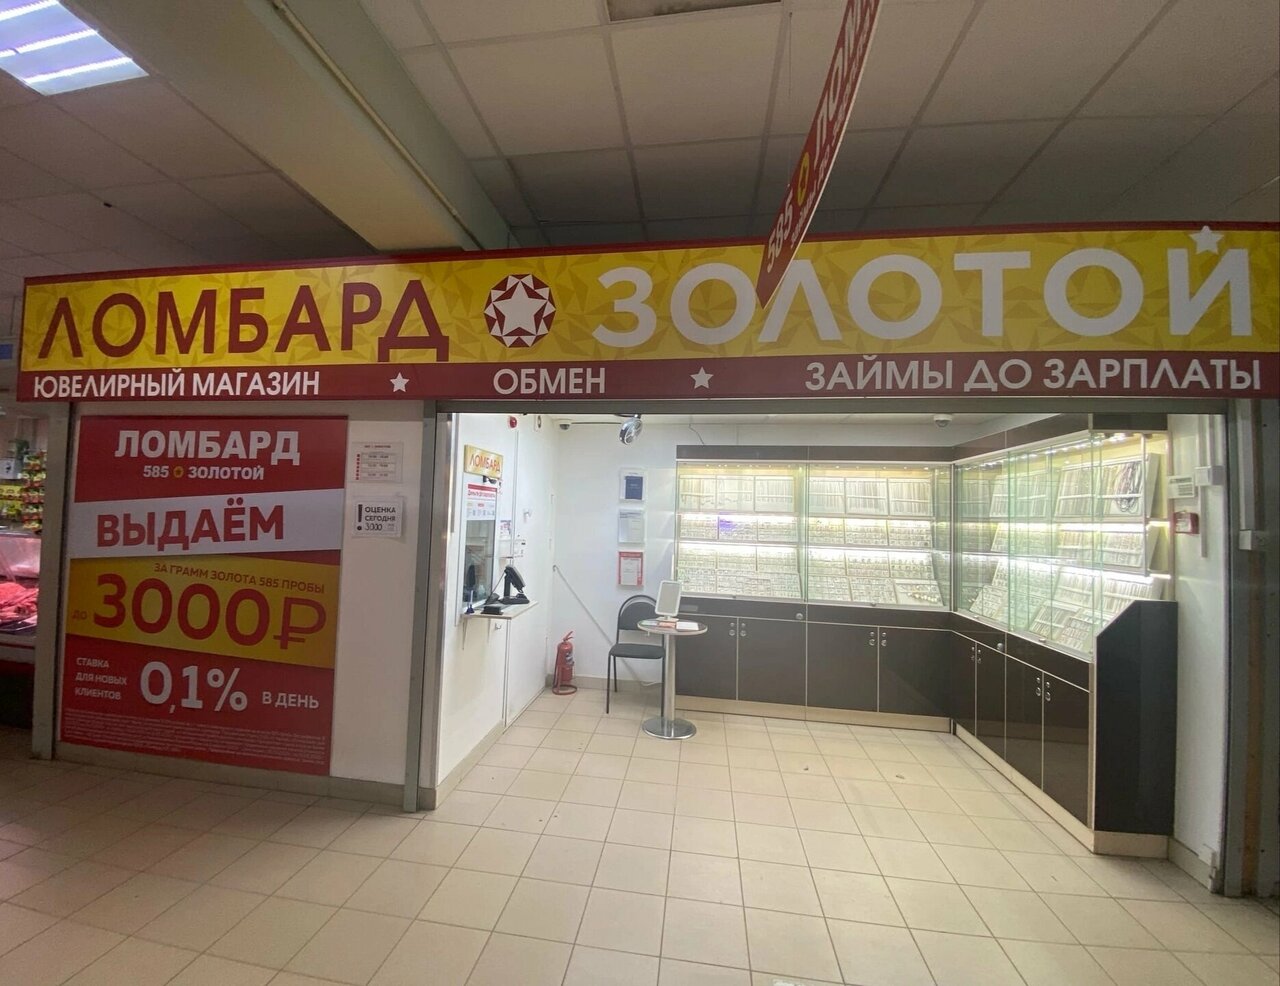 585 ЛОМ
ЛОМБАРД ЗОЛОТОЙ
ЮВЕЛИРНЫЙ МАГАЗИН ★ ОБМЕН ★ ЗАЙМЫ ДО ЗАРПЛАТЫ
ЛОМБАРД
585 ЗОЛОТОЙ
ВЫДАЁМ
ЗА ГРАММ ЗОЛОТА 585 ПРОБЫ
ДО 3000₽
СТАВКА
ДЛЯ НОВЫХ
КЛИЕНТОВ
0,1% В ДЕНЬ
! ОЦЕНКА
СЕГОДНЯ
3000
ЛОМБАРД